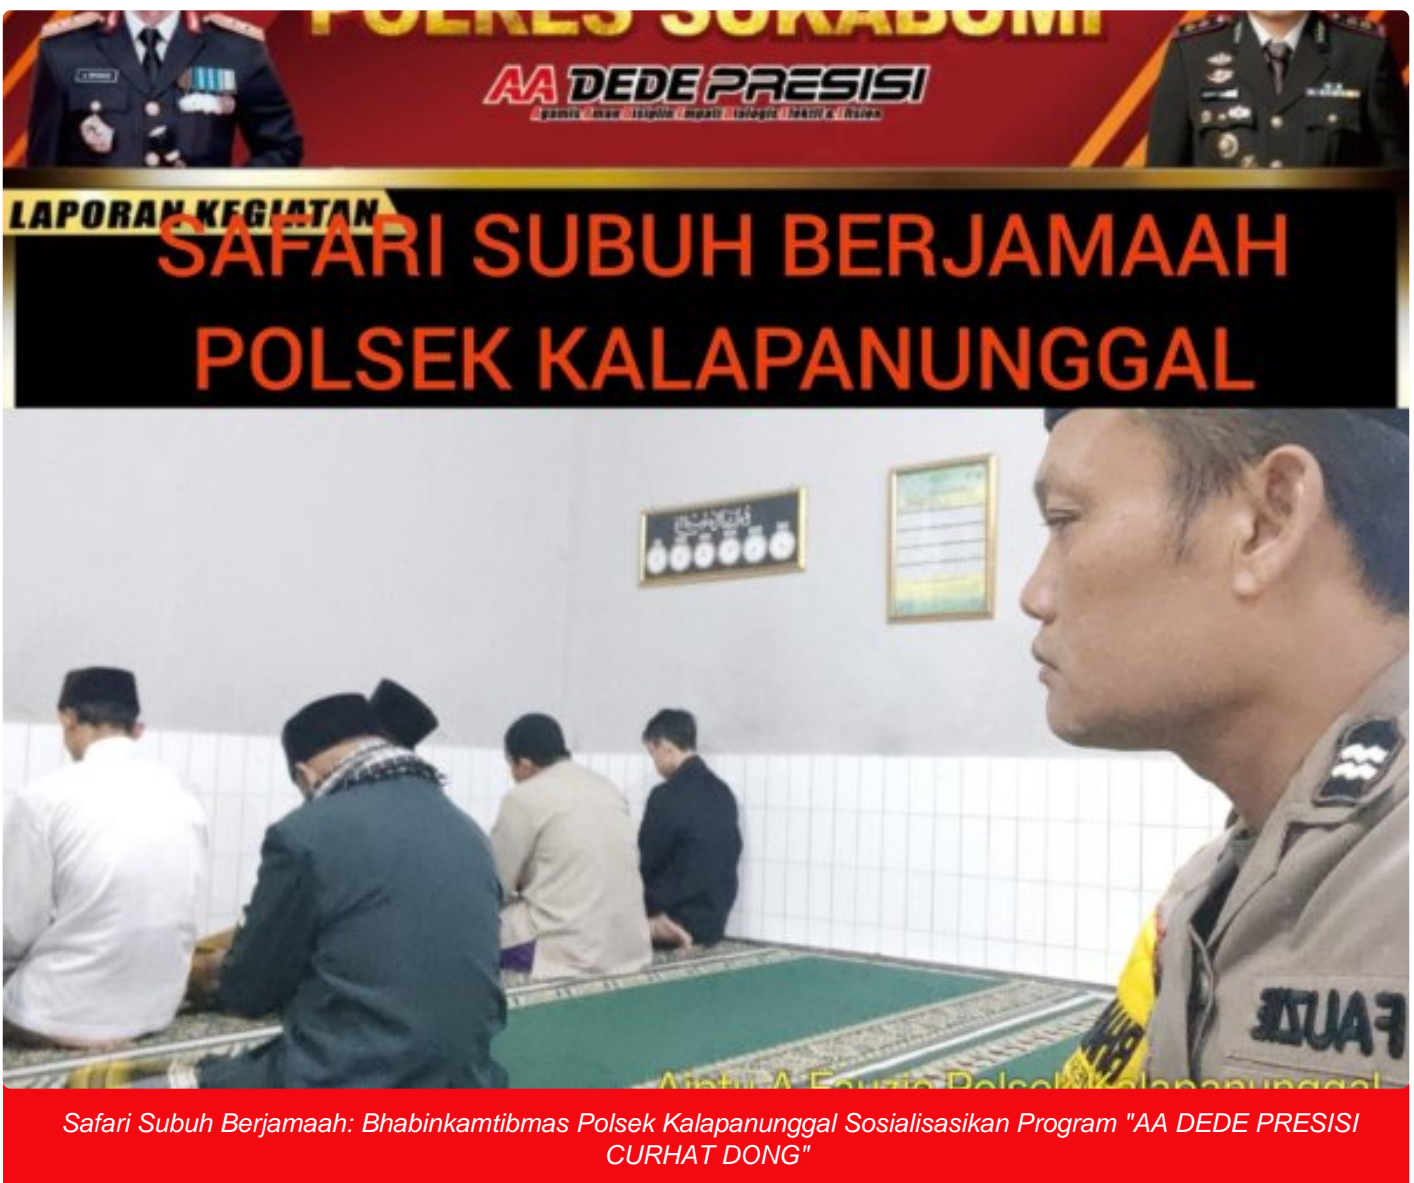 POLRES SUKABUMI
AA DEDE PRESISI
LAPORAN KEGIATAN
SAFARI SUBUH BERJAMAAH
POLSEK KALAPANUNGGAL
FAUZIE
Aiptu A Fauzie Polsek Kalapanunggal
Safari Subuh Berjamaah: Bhabinkamtibmas Polsek Kalapanunggal Sosialisasikan Program "AA DEDE PRESISI
CURHAT DONG"